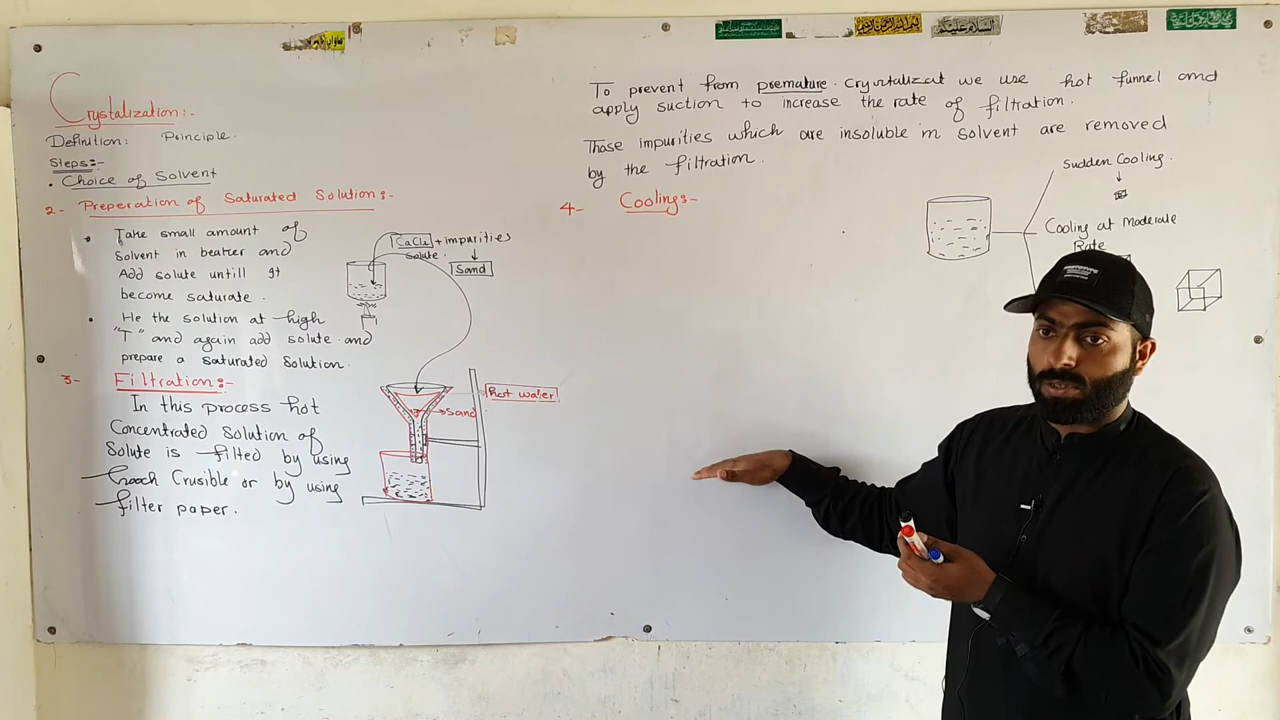 السلام علیکم
Crystalization:-
Definition: Principle.
Steps:-
• Choice of Solvent
2- Preperation of Saturated Solution:-
• Take small amount of
Solvent in beaker and
Add solute untill it
become saturate.
• He the solution at high
"T" and again add solute and
prepare a saturated Solution.
CaCl2 + impurities
Solute.
Sand
3- Filtration:-
In this process hot
Concentrated Solution of
Solute is filted by using
Gooch Crusible or by using
filter paper.
hot water
Sand
To prevent from premature. Crystalizat we use hot funnel and
apply suction to increase the rate of filtration.
Those impurities which are insoluble in solvent are removed
by the filtration.
4- Cooling:-
Sudden Cooling.
Cooling at Moderate
Rate